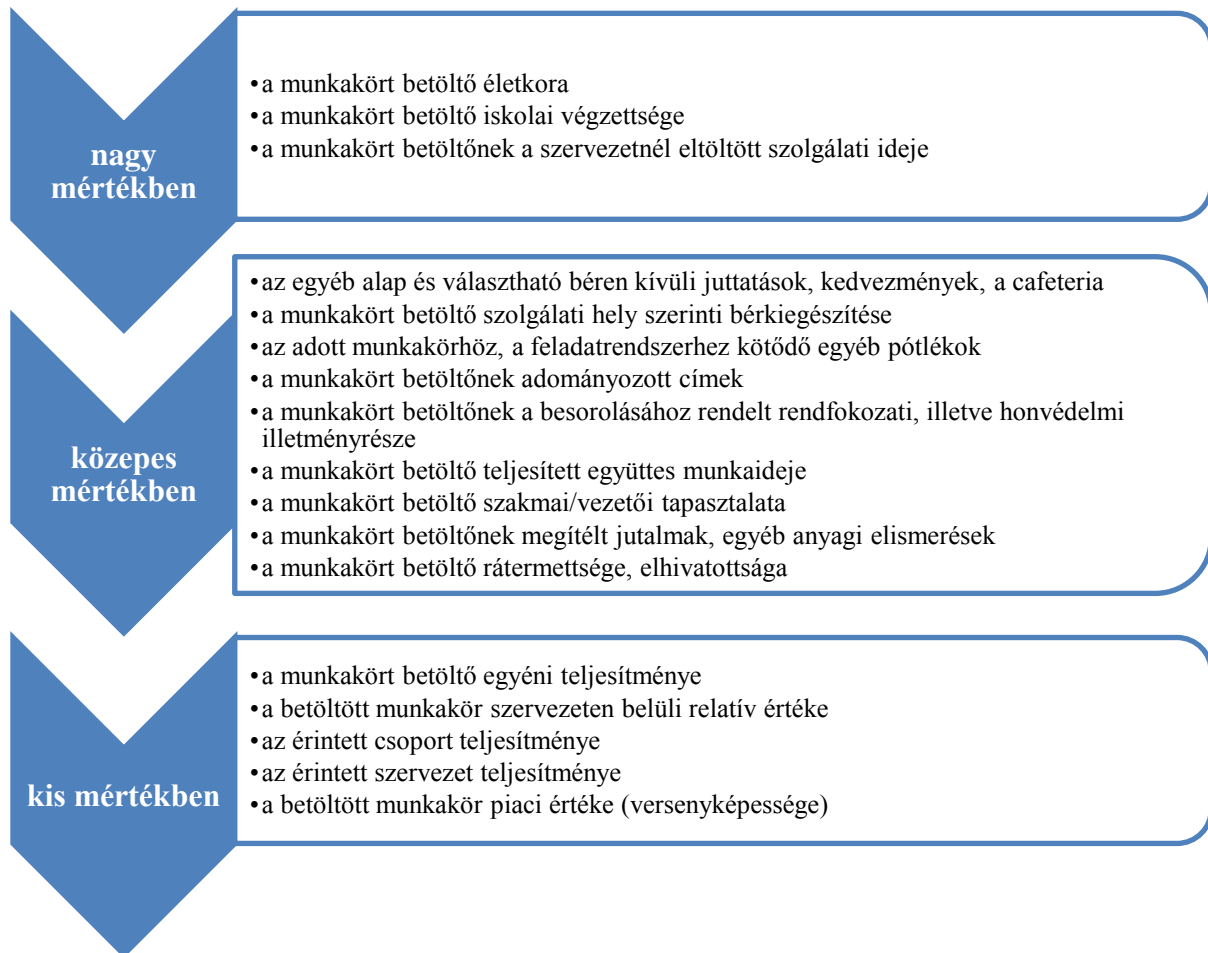 nagy
mértékben
•a munkakört betöltő életkora
•a munkakört betöltő iskolai végzettsége
•a munkakört betöltőnek a szervezetnél eltöltött szolgálati ideje
közepes
mértékben
•az egyéb alap és választható béren kívüli juttatások, kedvezmények, a cafeteria
•a munkakört betöltő szolgálati hely szerinti bérkiegészítése
•az adott munkakörhöz, a feladatrendszerhez kötődő egyéb pótlékok
•a munkakört betöltőnek adományozott címek
•a munkakört betöltőnek a besorolásához rendelt rendfokozati, illetve honvédelmi
illetményrésze
•a munkakört betöltő teljesített együttes munkaideje
•a munkakört betöltő szakmai/vezetői tapasztalata
•a munkakört betöltőnek megítélt jutalmak, egyéb anyagi elismerések
•a munkakört betöltő rátermettsége, elhivatottsága
kis mértékben
•a munkakört betöltő egyéni teljesítménye
•a betöltött munkakör szervezeten belüli relatív értéke
•az érintett csoport teljesítménye
•az érintett szervezet teljesítménye
•a betöltött munkakör piaci értéke (versenyképessége)